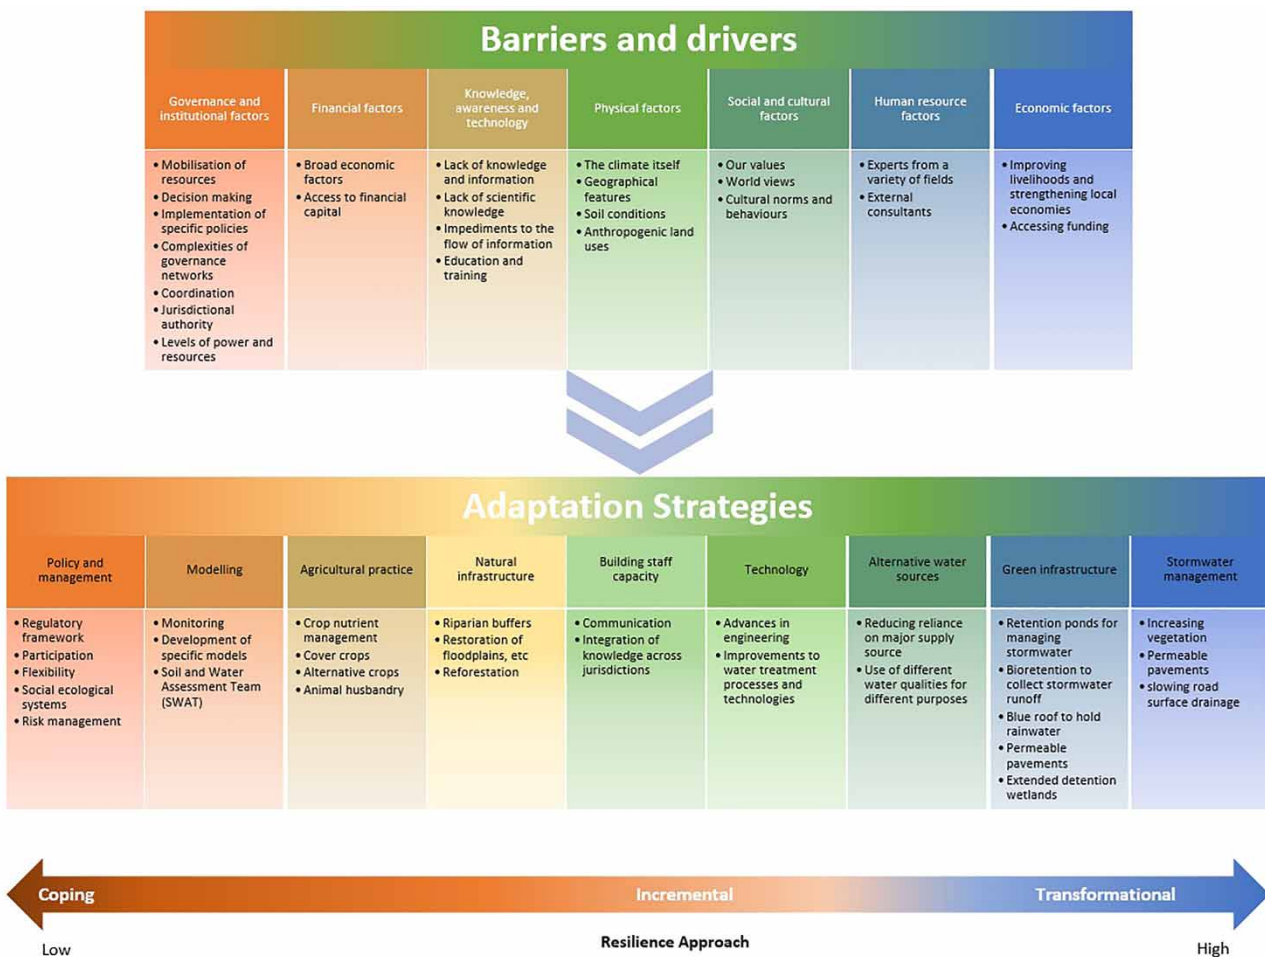 Barriers and drivers
Governance and
institutional factors
• Mobilisation of
resources
• Decision making
• Implementation of
specific policies
• Complexities of
governance
networks
• Coordination
• Jurisdictional
authority
• Levels of power and
resources
Financial factors
• Broad economic
factors
• Access to financial
capital
Knowledge,
awareness and
technology
• Lack of knowledge
and information
• Lack of scientific
knowledge
• Impediments to the
flow of information
• Education and
training
Physical factors
• The climate itself
• Geographical
features
• Soil conditions
• Anthropogenic land
uses
Social and cultural
factors
• Our values
• World views
• Cultural norms and
behaviours
Human resource
factors
• Experts from a
variety of fields
• External
consultants
Economic factors
• Improving
livelihoods and
strengthening local
economies
• Accessing funding
Adaptation Strategies
Policy and
management
• Regulatory
framework
• Participation
• Flexibility
• Social ecological
systems
• Risk management
Modelling
• Monitoring
• Development of
specific models
• Soil and Water
Assessment Team
(SWAT)
Agricultural practice
• Crop nutrient
management
• Cover crops
• Alternative crops
• Animal husbandry
Natural
infrastructure
• Riparian buffers
• Restoration of
floodplains, etc
• Reforestation
Building staff
capacity
• Communication
• Integration of
knowledge across
jurisdictions
Technology
• Advances in
engineering
• Improvements to
water treatment
processes and
technologies
Alternative water
sources
• Reducing reliance
on major supply
source
• Use of different
water qualities for
different purposes
Green infrastructure
• Retention ponds for
managing
stormwater
• Bioretention to
collect stormwater
runoff
• Blue roof to hold
rainwater
• Permeable
pavements
• Extended detention
wetlands
Stormwater
management
• Increasing
vegetation
• Permeable
pavements
• slowing road
surface drainage
Coping
Incremental
Transformational
Low
Resilience Approach
High